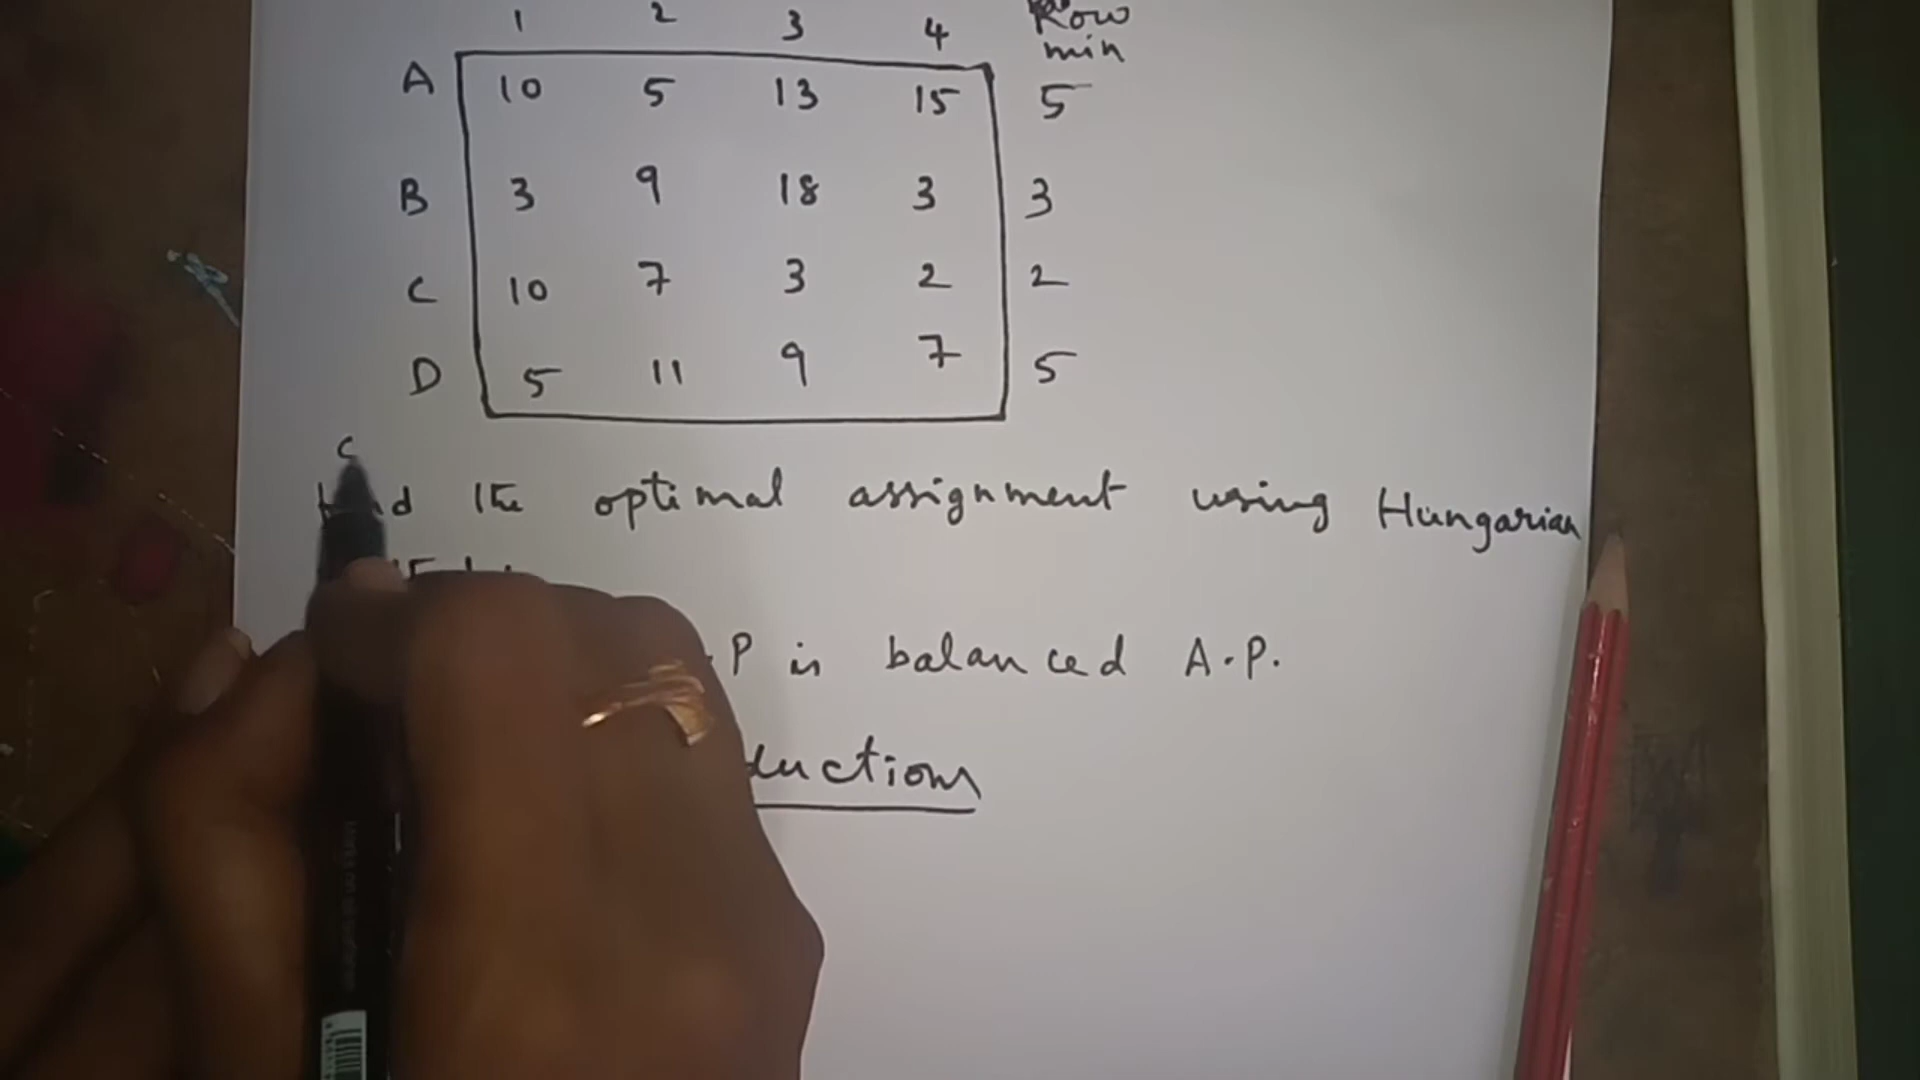 1 2 3 4 Row
min
A 10 5 13 15 5
B 3 9 18 3 3
C 10 7 3 2 2
D 5 11 9 7 5
C
the optimal assignment using Hungarian
P is balanced A.P.
uction